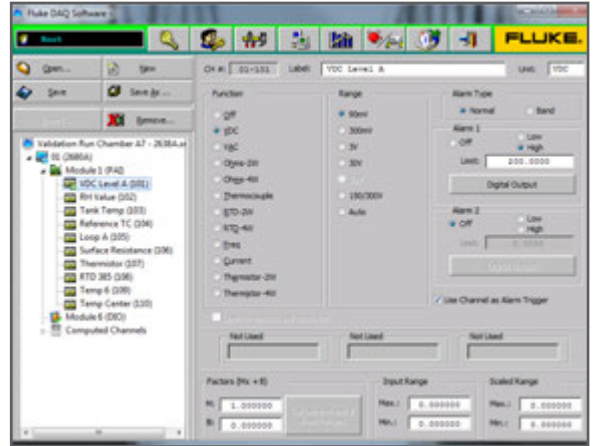 Fluke DAQ Software
FLUKE.
Open...
New
CH #: 01-101
Label: VDC Level A
Unit: VDC
Save
Save As ...
Remove...
Function
Off
VDC
VAC
Ohms-2W
Ohms-4W
Thermocouple
RTD-2W
RTD-4W
Freq
Current
Thermistor-2W
Thermistor-4W
Range
90mV
300mV
3V
30V
150/300V
Auto
Alarm Type
Normal
Band
Alarm 1
Off
Low
High
Limit: 200.0000
Digital Output
Alarm 2
Off
Low
High
Limit: 0.0000
Use Channel as Alarm Trigger
Validation Run Chamber A7 - 2638A.ar
01 (2686A)
Module 1 (PAI)
VDC Level A (101)
RH Value (102)
Tank Temp (103)
Reference TC (104)
Loop A (105)
Surface Resistance (106)
Thermistor (107)
RTD 385 (108)
Temp 6 (109)
Temp Center (110)
Module 6 (DIO)
Computed Channels
Not Used
Not Used
Not Used
Factors (Mx + B)
M: 1.000000
B: 0.000000
Input Range
Max.: 0.000000
Min.: 0.000000
Scaled Range
Max.: 0.000000
Min.: 0.000000